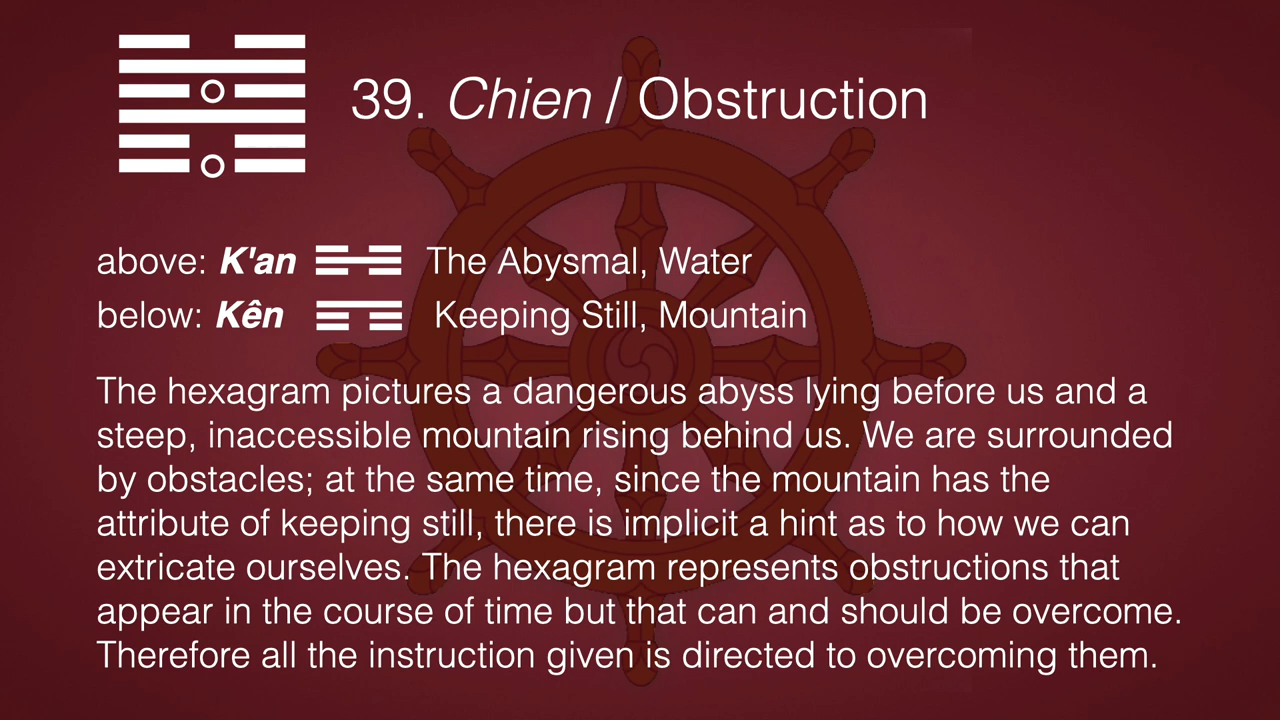 39. Chien / Obstruction
above: K'an The Abysmal, Water
below: Kên Keeping Still, Mountain
The hexagram pictures a dangerous abyss lying before us and a
steep, inaccessible mountain rising behind us. We are surrounded
by obstacles; at the same time, since the mountain has the
attribute of keeping still, there is implicit a hint as to how we can
extricate ourselves. The hexagram represents obstructions that
appear in the course of time but that can and should be overcome.
Therefore all the instruction given is directed to overcoming them.